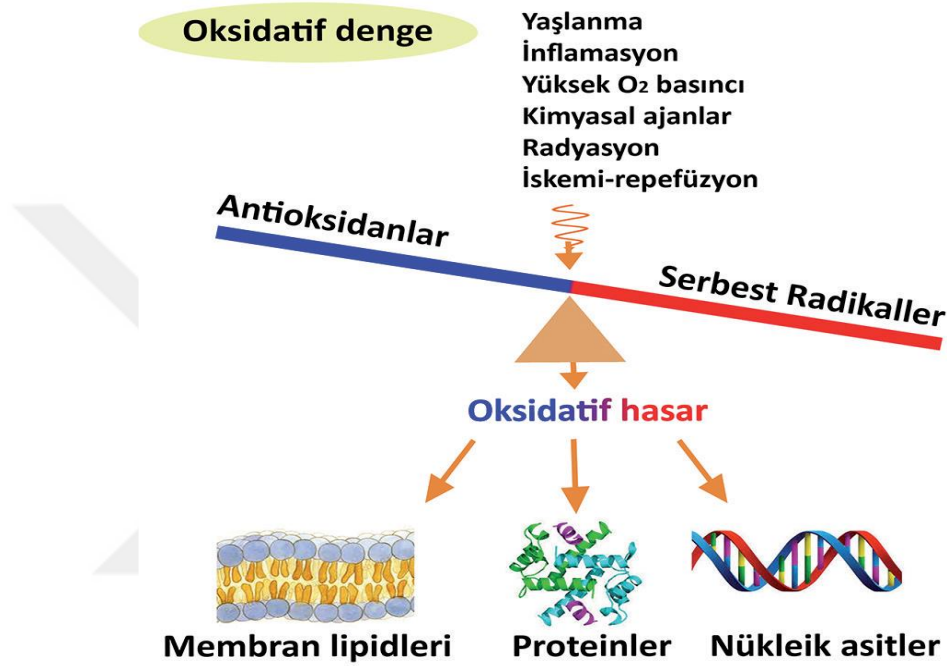 Oksidatif denge
Yaşlanma
İnflamasyon
Yüksek O₂ basıncı
Kimyasal ajanlar
Radyasyon
İskemi-repefüzyon
Antioksidanlar
Serbest Radikaller
Oksidatif hasar
Membran lipidleri
Proteinler
Nükleik asitler